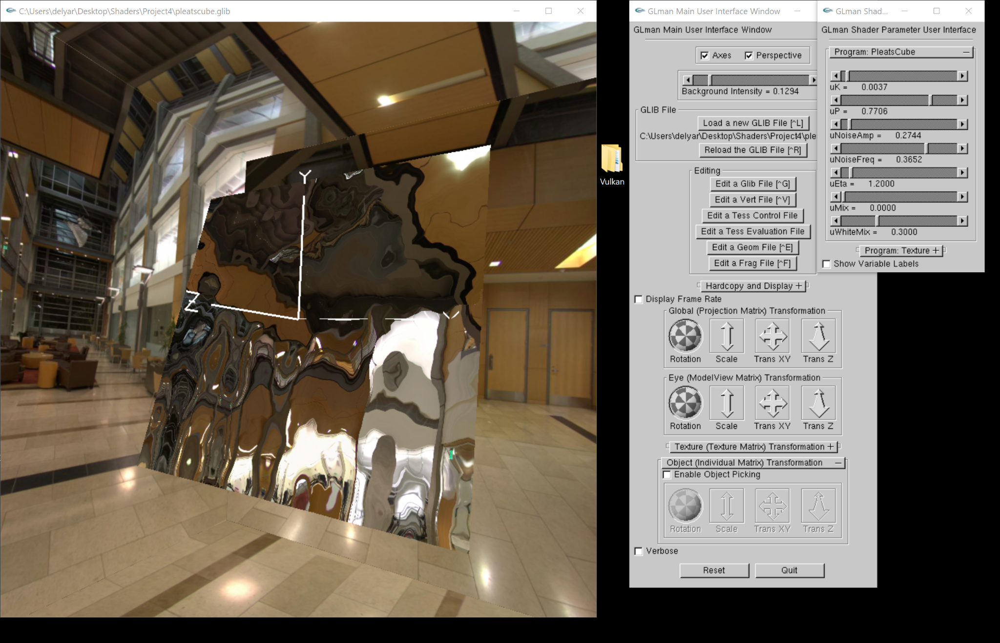 C:\Users\delyar\Desktop\Shaders\Project4\pleatscube.glib
Y
Z
Vulkan
GLman Main User Interface Window
GLman Main User Interface Window
Axes
Perspective
Background Intensity = 0.1294
GLIB File
Load a new GLIB File [^L]
C:\Users\delyar\Desktop\Shaders\Project4\ple
Reload the GLIB File [^R]
Editing
Edit a Glib File [^G]
Edit a Vert File [^V]
Edit a Tess Control File
Edit a Tess Evaluation File
Edit a Geom File [^E]
Edit a Frag File [^F]
Hardcopy and Display +
Display Frame Rate
Global (Projection Matrix) Transformation
Rotation Scale Trans XY Trans Z
Eye (ModelView Matrix) Transformation
Rotation Scale Trans XY Trans Z
Texture (Texture Matrix) Transformation +
Object (Individual Matrix) Transformation −
Enable Object Picking
Rotation Scale Trans XY Trans Z
Verbose
Reset
Quit
GLman Shad...
GLman Shader Parameter User Interface
Program: PleatsCube −
uK = 0.0037
uP = 0.7706
uNoiseAmp = 0.2744
uNoiseFreq = 0.3652
uEta = 1.2000
uMix = 0.0000
uWhiteMix = 0.3000
Program: Texture +
Show Variable Labels